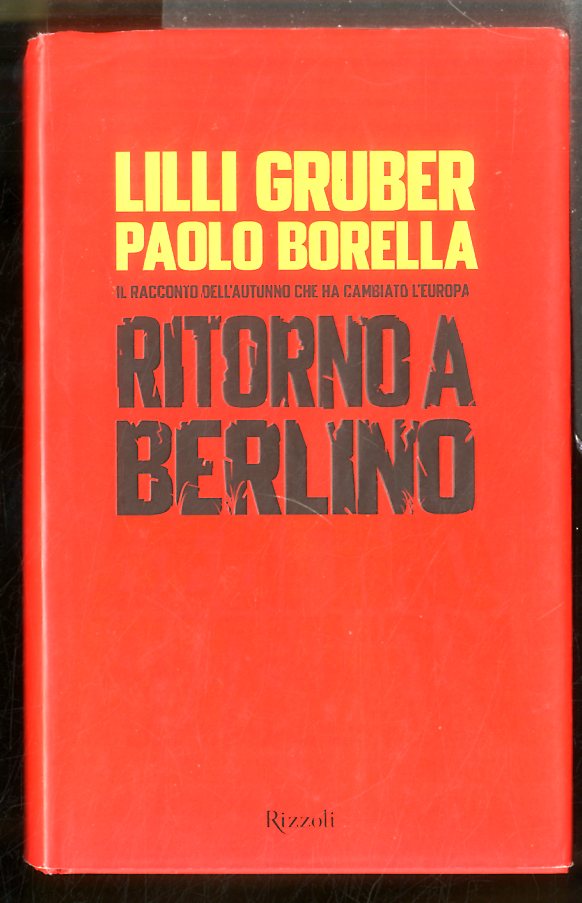 LILLI GRUBER
PAOLO BORELLA
IL RACCONTO DELL'AUTUNNO CHE HA CAMBIATO L'EUROPA
RITORNO A
BERLINO
Rizzoli